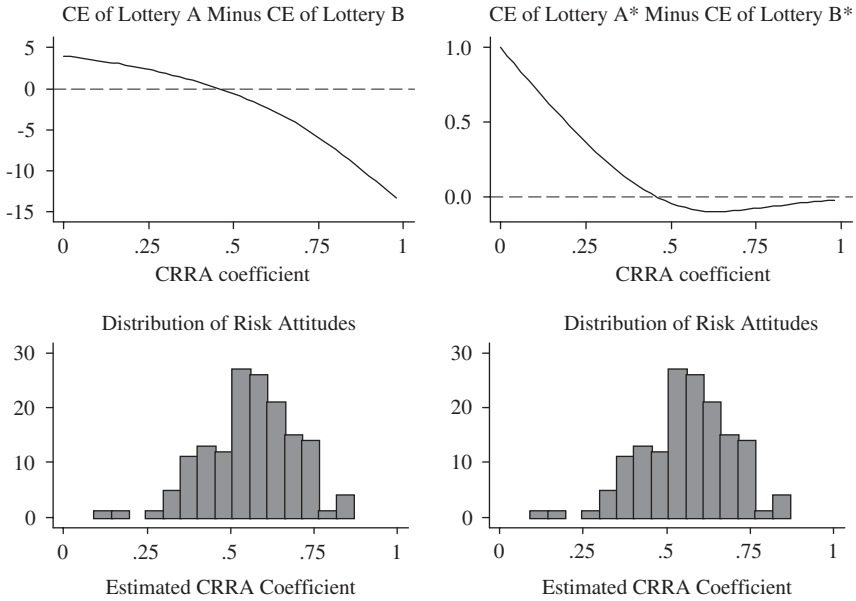 CE of Lottery A Minus CE of Lottery B
5
0
-5
-10
-15
0 .25 .5 .75 1
CRRA coefficient
CE of Lottery A* Minus CE of Lottery B*
1.0
0.5
0.0
0 .25 .5 .75 1
CRRA coefficient
Distribution of Risk Attitudes
30
20
10
0
0 .25 .5 .75 1
Estimated CRRA Coefficient
Distribution of Risk Attitudes
30
20
10
0
0 .25 .5 .75 1
Estimated CRRA Coefficient